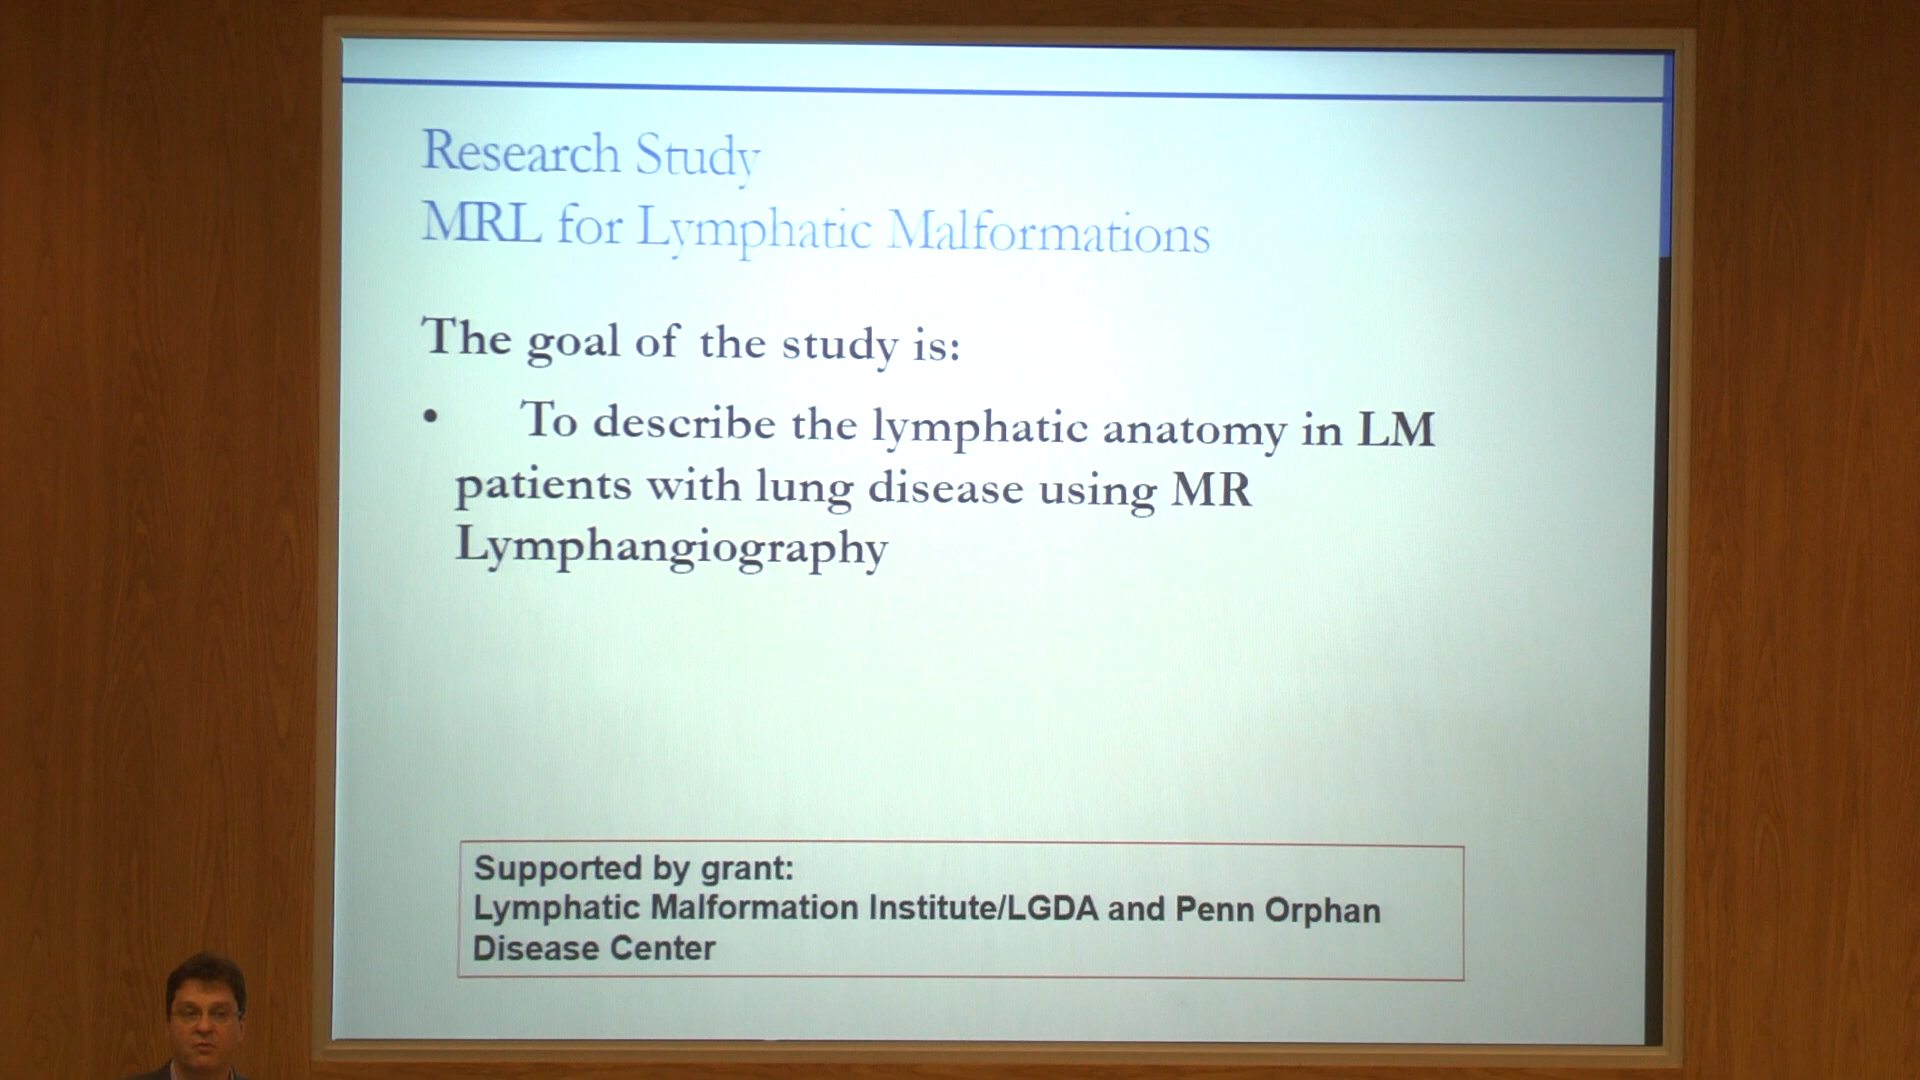 Research Study
MRL for Lymphatic Malformations
The goal of the study is:
• To describe the lymphatic anatomy in LM
patients with lung disease using MR
Lymphangiography
Supported by grant:
Lymphatic Malformation Institute/LGDA and Penn Orphan
Disease Center